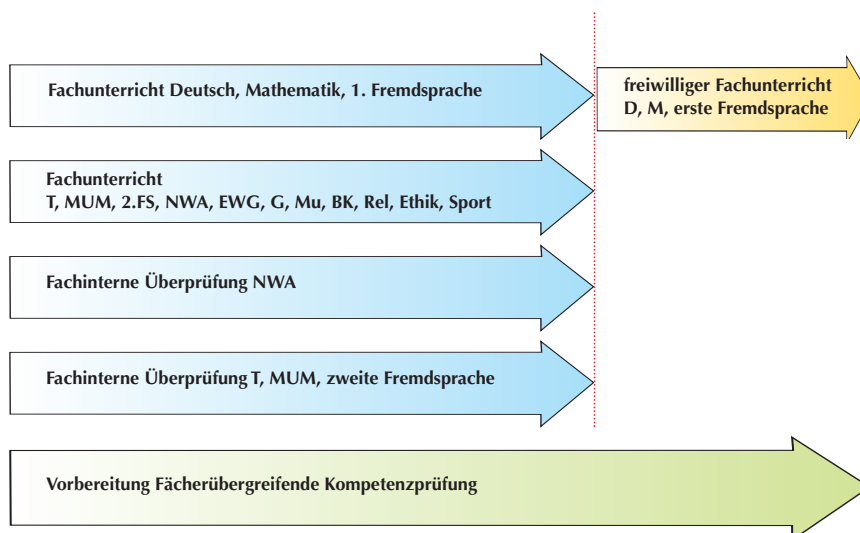 Fachunterricht Deutsch, Mathematik, 1. Fremdsprache
freiwilliger Fachunterricht
D, M, erste Fremdsprache
Fachunterricht
T, MUM, 2.FS, NWA, EWG, G, Mu, BK, Rel, Ethik, Sport
Fachinterne Überprüfung NWA
Fachinterne Überprüfung T, MUM, zweite Fremdsprache
Vorbereitung Fächerübergreifende Kompetenzprüfung